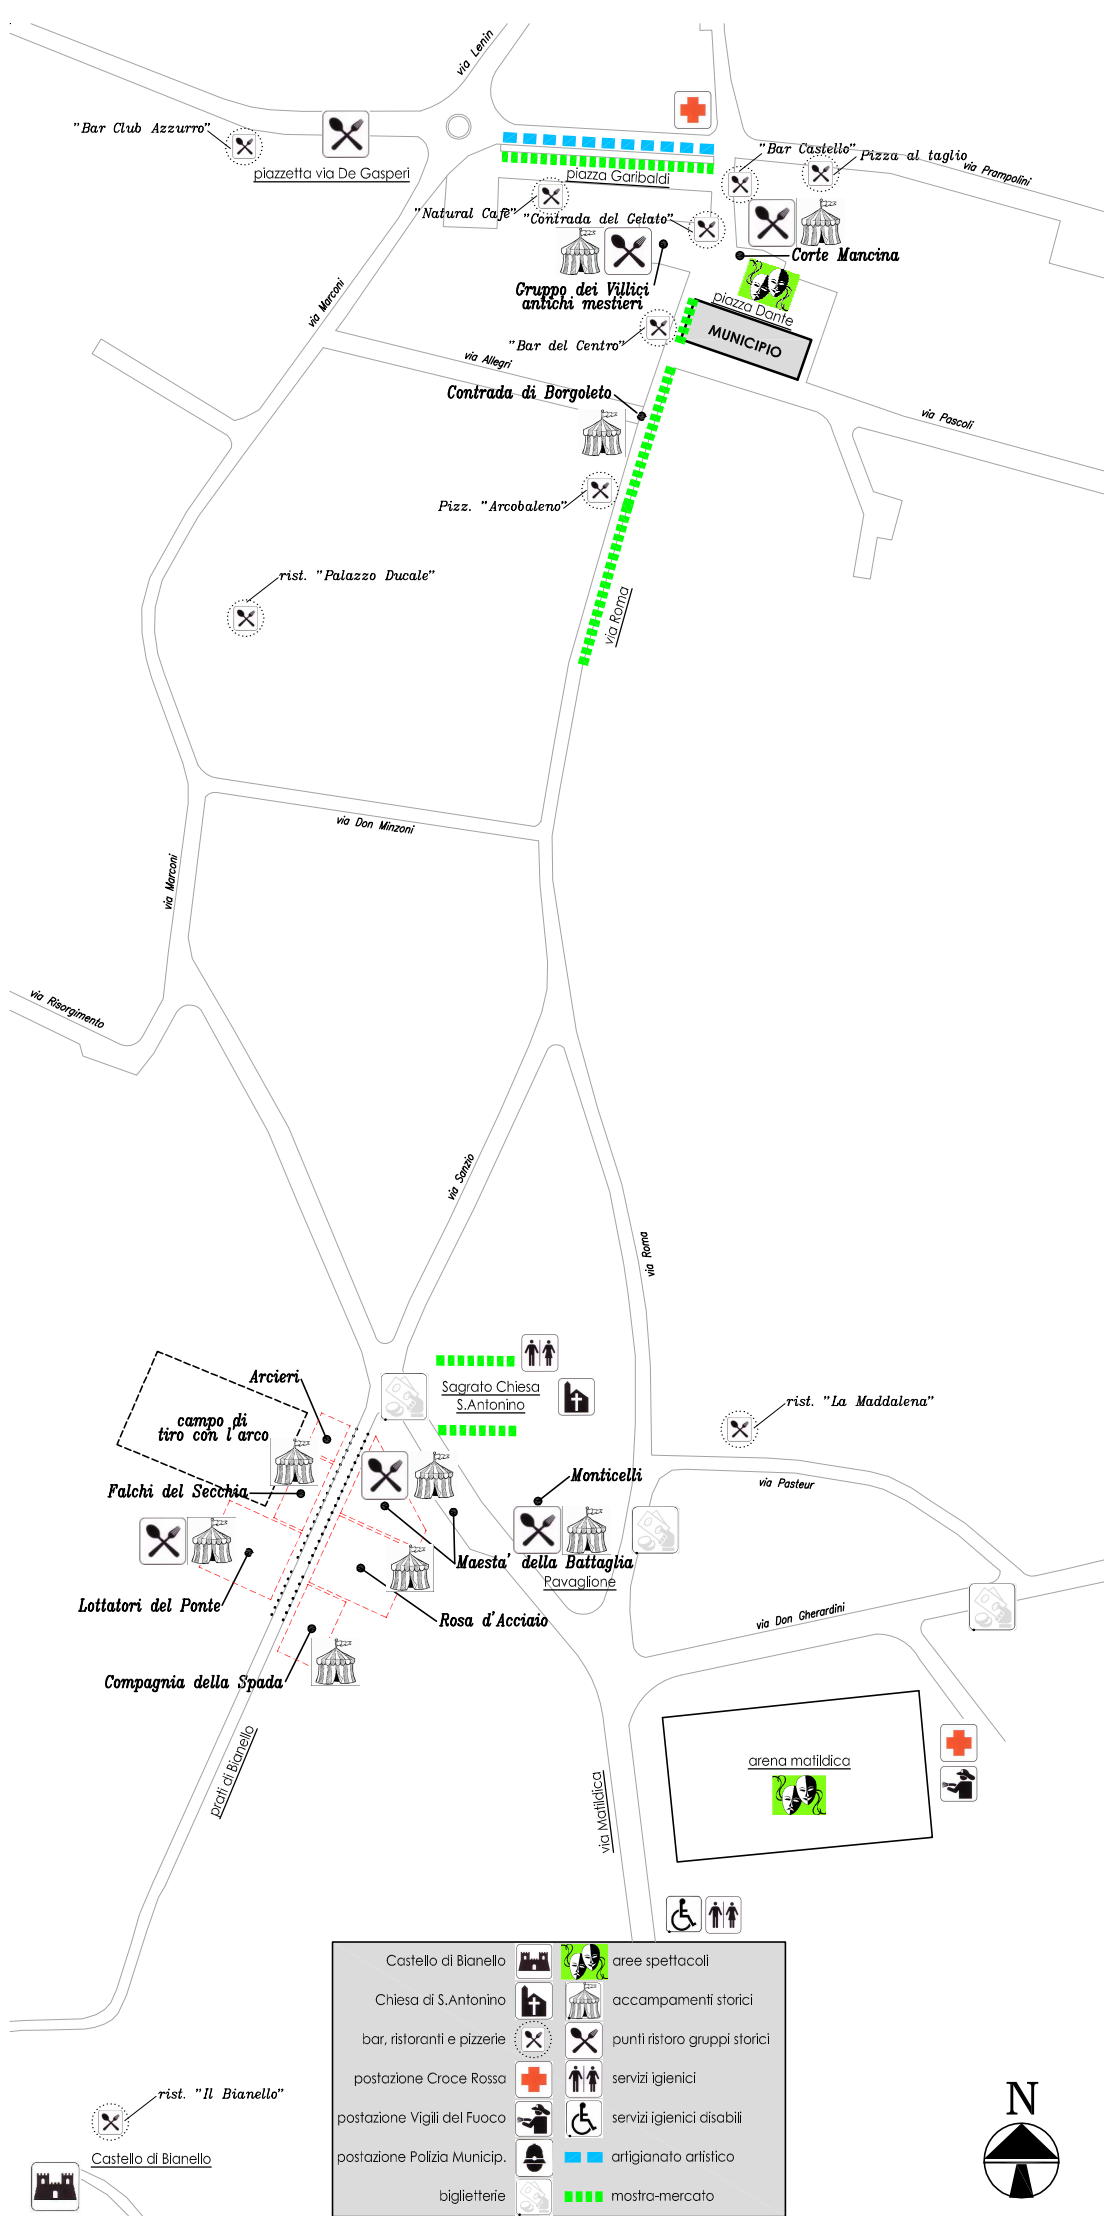 via Lenin
"Bar Club Azzurro"
piazzetta via De Gasperi
"Bar Castello"
Pizza al taglio
via Prampolini
piazza Garibaldi
"Natural Cafè"
"Contrada del Gelato"
Corte Mancina
Gruppo dei Villici
antichi mestieri
piazza Dante
MUNICIPIO
via Marconi
"Bar del Centro"
via Allegri
Contrada di Borgoleto
via Pascoli
Pizz. "Arcobaleno"
rist. "Palazzo Ducale"
via Roma
via Don Minzoni
via Marconi
via Risorgimento
via Sanzio
via Roma
Arcieri
campo di
tiro con l'arco
Sagrato Chiesa
S.Antonino
rist. "La Maddalena"
Falchi del Secchia
Monticelli
via Pasteur
Maesta' della Battaglia
Pavaglione
Lottatori del Ponte
Rosa d'Acciaio
via Don Gherardini
Compagnia della Spada
prati di Bianello
arena matildica
via Matildica
Castello di Bianello
aree spettacoli
Chiesa di S.Antonino
accampamenti storici
bar, ristoranti e pizzerie
punti ristoro gruppi storici
postazione Croce Rossa
servizi igienici
postazione Vigili del Fuoco
servizi igienici disabili
postazione Polizia Municip.
artigianato artistico
biglietterie
mostra-mercato
rist. "Il Bianello"
Castello di Bianello
N